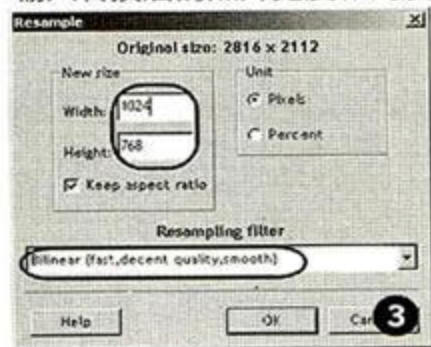 Resample
Original size: 2816 x 2112
New size
Unit
Width: 1024
Pixels
Height: 768
Percent
Keep aspect ratio
Resampling filter
Bilinear (fast,decent quality,smooth)
Help
OK
3